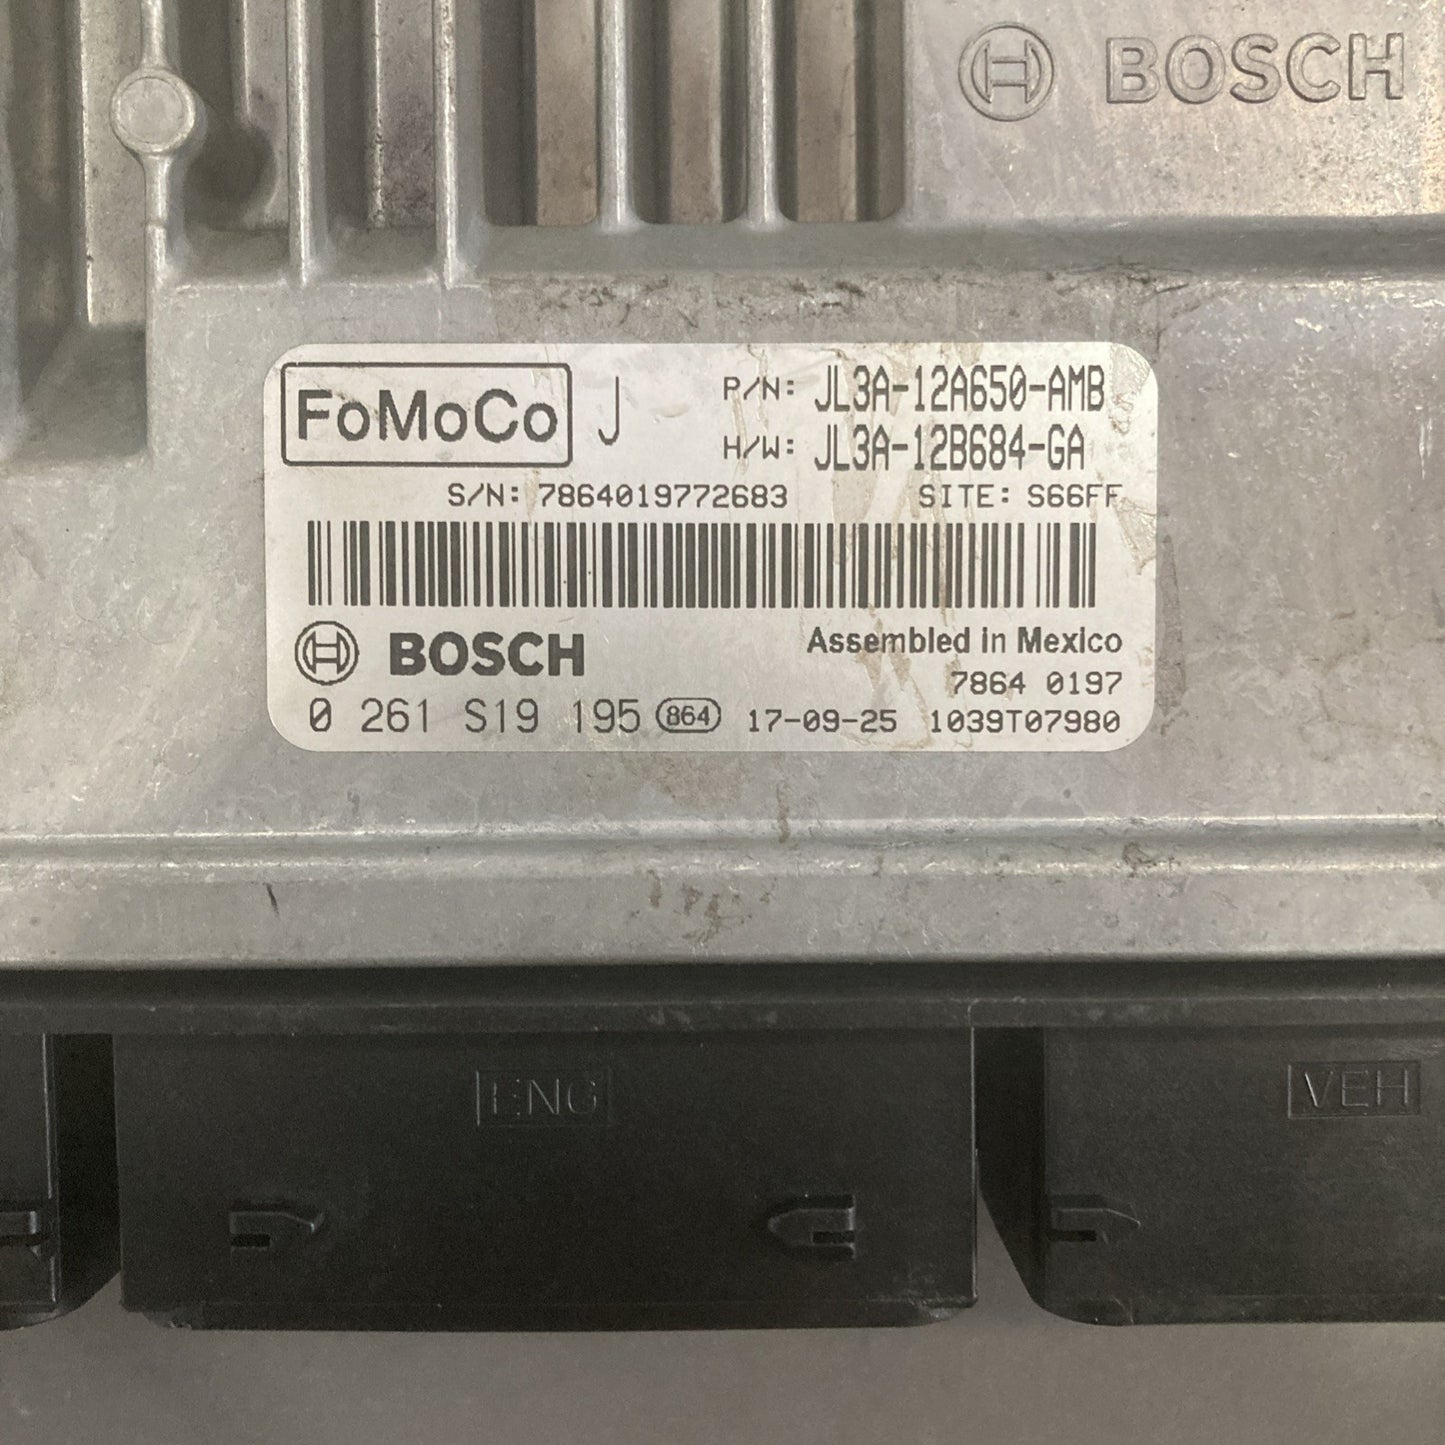 BOSCH
FoMoCo J P/N: JL3A-12A650-AMB
H/W: JL3A-12B684-GA
S/N: 7864019772683 SITE: S66FF
BOSCH Assembled in Mexico
7864 0197
0 261 S19 195 864 17-09-25 1039T07980
ENG VEH